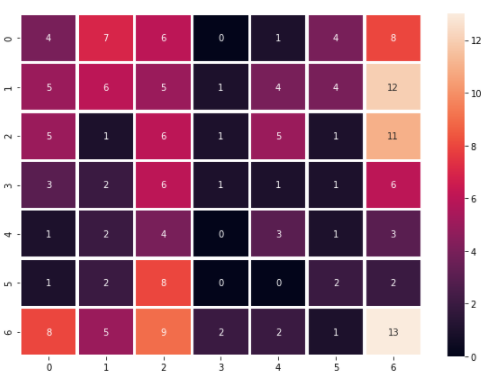 0 4 7 6 0 1 4 8
1 5 6 5 1 4 4 12
2 5 1 6 1 5 1 11
3 3 2 6 1 1 1 6
4 1 2 4 0 3 1 3
5 1 2 8 0 0 2 2
6 8 5 9 2 2 1 13
0 1 2 3 4 5 6
12
10
8
6
4
2
0